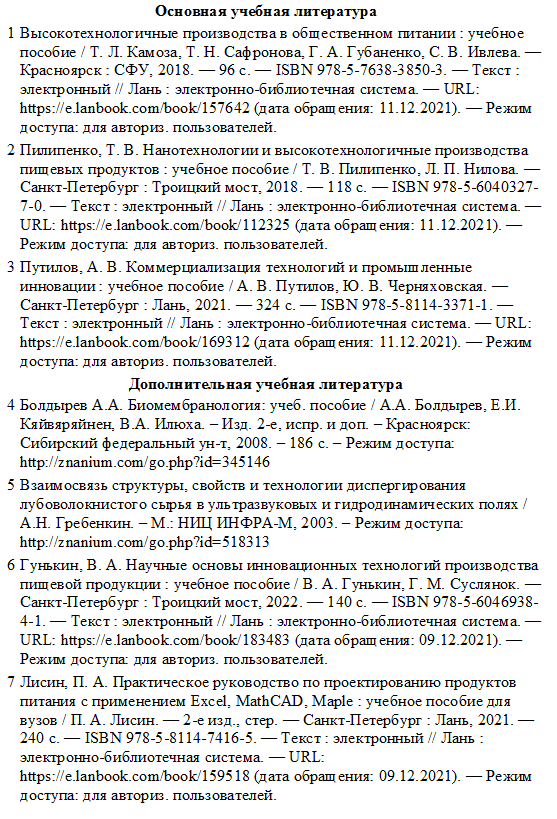 Основная учебная литература
1 Высокотехнологичные производства в общественном питании : учебное
пособие / Т. Л. Камоза, Т. Н. Сафронова, Г. А. Губаненко, С. В. Ивлева. —
Красноярск : СФУ, 2018. — 96 с. — ISBN 978-5-7638-3850-3. — Текст :
электронный // Лань : электронно-библиотечная система. — URL:
https://e.lanbook.com/book/157642 (дата обращения: 11.12.2021). — Режим
доступа: для авториз. пользователей.
2 Пилипенко, Т. В. Нанотехнологии и высокотехнологичные производства
пищевых продуктов : учебное пособие / Т. В. Пилипенко, Л. П. Нилова. —
Санкт-Петербург : Троицкий мост, 2018. — 118 с. — ISBN 978-5-6040327-
7-0. — Текст : электронный // Лань : электронно-библиотечная система. —
URL: https://e.lanbook.com/book/112325 (дата обращения: 11.12.2021). —
Режим доступа: для авториз. пользователей.
3 Путилов, А. В. Коммерциализация технологий и промышленные
инновации : учебное пособие / А. В. Путилов, Ю. В. Черняховская. —
Санкт-Петербург : Лань, 2021. — 324 с. — ISBN 978-5-8114-3371-1. —
Текст : электронный // Лань : электронно-библиотечная система. — URL:
https://e.lanbook.com/book/169312 (дата обращения: 11.12.2021). — Режим
доступа: для авториз. пользователей.
Дополнительная учебная литература
4 Болдырев А.А. Биомембранология: учеб. пособие / А.А. Болдырев, Е.И.
Кяйвяряйнен, В.А. Илюха. – Изд. 2-е, испр. и доп. – Красноярск:
Сибирский федеральный ун-т, 2008. – 186 с. – Режим доступа:
http://znanium.com/go.php?id=345146
5 Взаимосвязь структуры, свойств и технологии диспергирования
лубоволокнистого сырья в ультразвуковых и гидродинамических полях /
А.Н. Гребенкин. – М.: НИЦ ИНФРА-М, 2003. – Режим доступа:
http://znanium.com/go.php?id=518313
6 Гунькин, В. А. Научные основы инновационных технологий производства
пищевой продукции : учебное пособие / В. А. Гунькин, Г. М. Суслянок. —
Санкт-Петербург : Троицкий мост, 2022. — 140 с. — ISBN 978-5-6046938-
4-1. — Текст : электронный // Лань : электронно-библиотечная система. —
URL: https://e.lanbook.com/book/183483 (дата обращения: 09.12.2021). —
Режим доступа: для авториз. пользователей.
7 Лисин, П. А. Практическое руководство по проектированию продуктов
питания с применением Excel, MathCAD, Maple : учебное пособие для
вузов / П. А. Лисин. — 2-е изд., стер. — Санкт-Петербург : Лань, 2021. —
240 с. — ISBN 978-5-8114-7416-5. — Текст : электронный // Лань :
электронно-библиотечная система. — URL:
https://e.lanbook.com/book/159518 (дата обращения: 09.12.2021). — Режим
доступа: для авториз. пользователей.